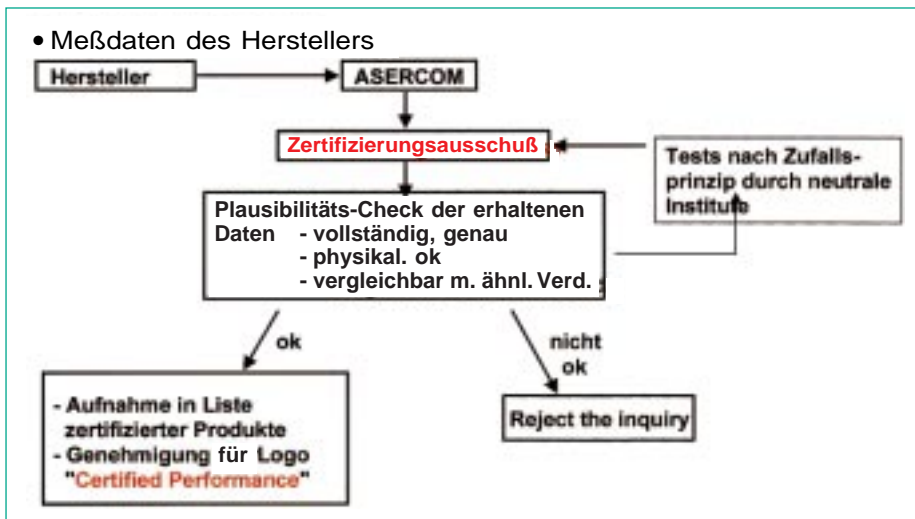 • Meßdaten des Herstellers
Hersteller
ASERCOM
Zertifizierungsausschuß
Tests nach Zufalls-
prinzip durch neutrale
Institute
Plausibilitäts-Check der erhaltenen
Daten - vollständig, genau
- physikal. ok
- vergleichbar m. ähnl. Verd.
ok
nicht
ok
- Aufnahme in Liste
zertifizierter Produkte
- Genehmigung für Logo
"Certified Performance"
Reject the inquiry